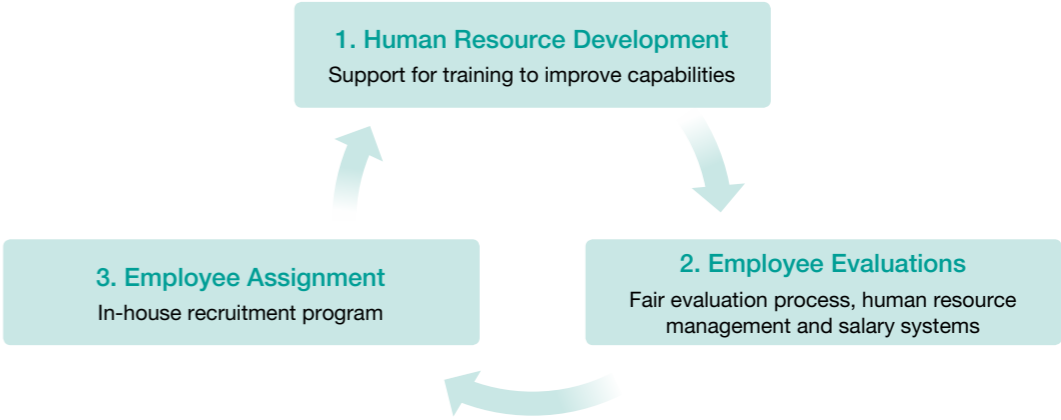 1. Human Resource Development
Support for training to improve capabilities
3. Employee Assignment
In-house recruitment program
2. Employee Evaluations
Fair evaluation process, human resource
management and salary systems